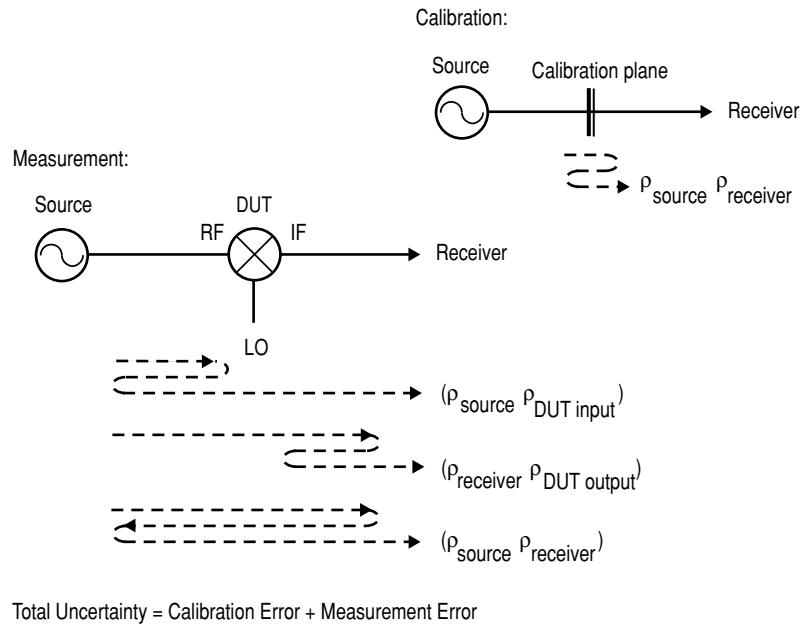 Calibration:
Source
Calibration plane
Receiver
ρsource ρreceiver
Measurement:
Source
DUT
RF
IF
Receiver
LO
(ρsource ρDUT input)
(ρreceiver ρDUT output)
(ρsource ρreceiver)
Total Uncertainty = Calibration Error + Measurement Error